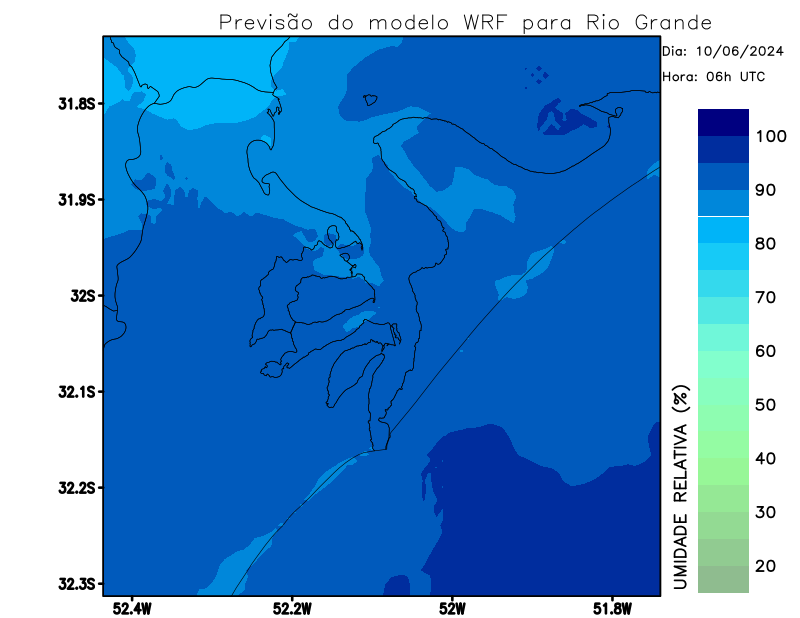 Previsão do modelo WRF para Rio Grande
Dia: 10/06/2024
Hora: 06h UTC
31.8S
31.9S
32S
32.1S
32.2S
32.3S
52.4W
52.2W
52W
51.8W
UMIDADE RELATIVA (%)
100
90
80
70
60
50
40
30
20